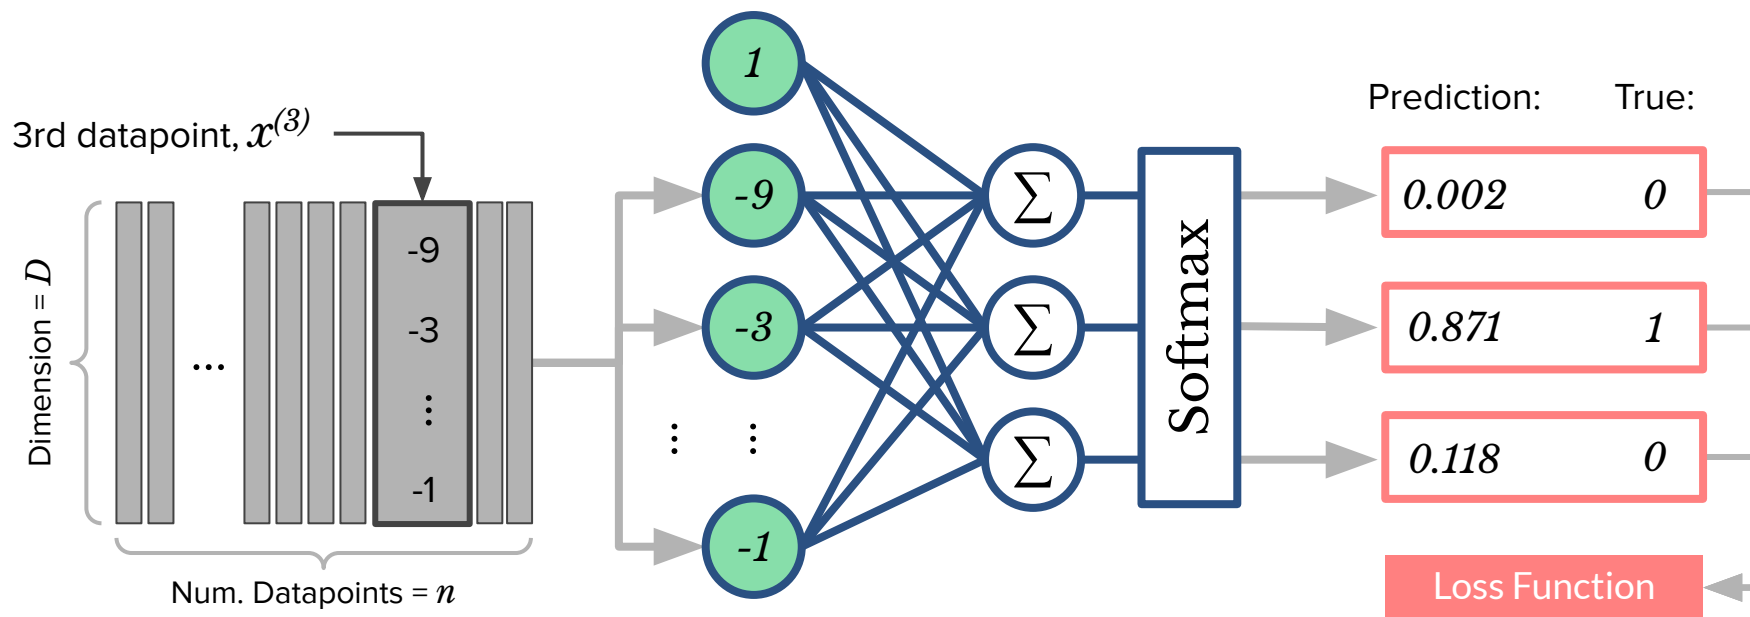 3rd datapoint, x^(3)
Dimension = D
-9
-3
⋮
-1
...
Num. Datapoints = n
⋮
1
-9
-3
⋮
-1
∑
∑
∑
Softmax
Prediction: True:
0.002 0
0.871 1
0.118 0
Loss Function